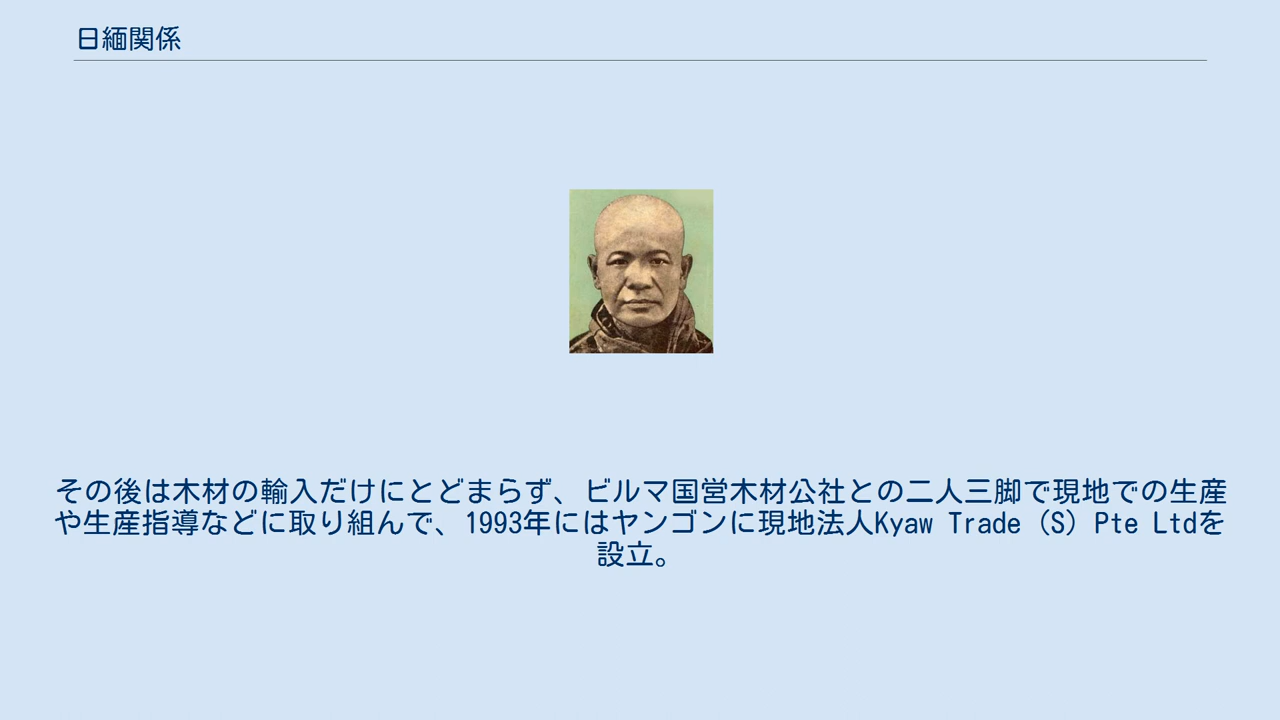 日緬関係
その後は木材の輸入だけにとどまらず、ビルマ国営木材公社との二人三脚で現地での生産
や生産指導などに取り組んで、1993年にはヤンゴンに現地法人Kyaw Trade（S）Pte Ltdを
設立。